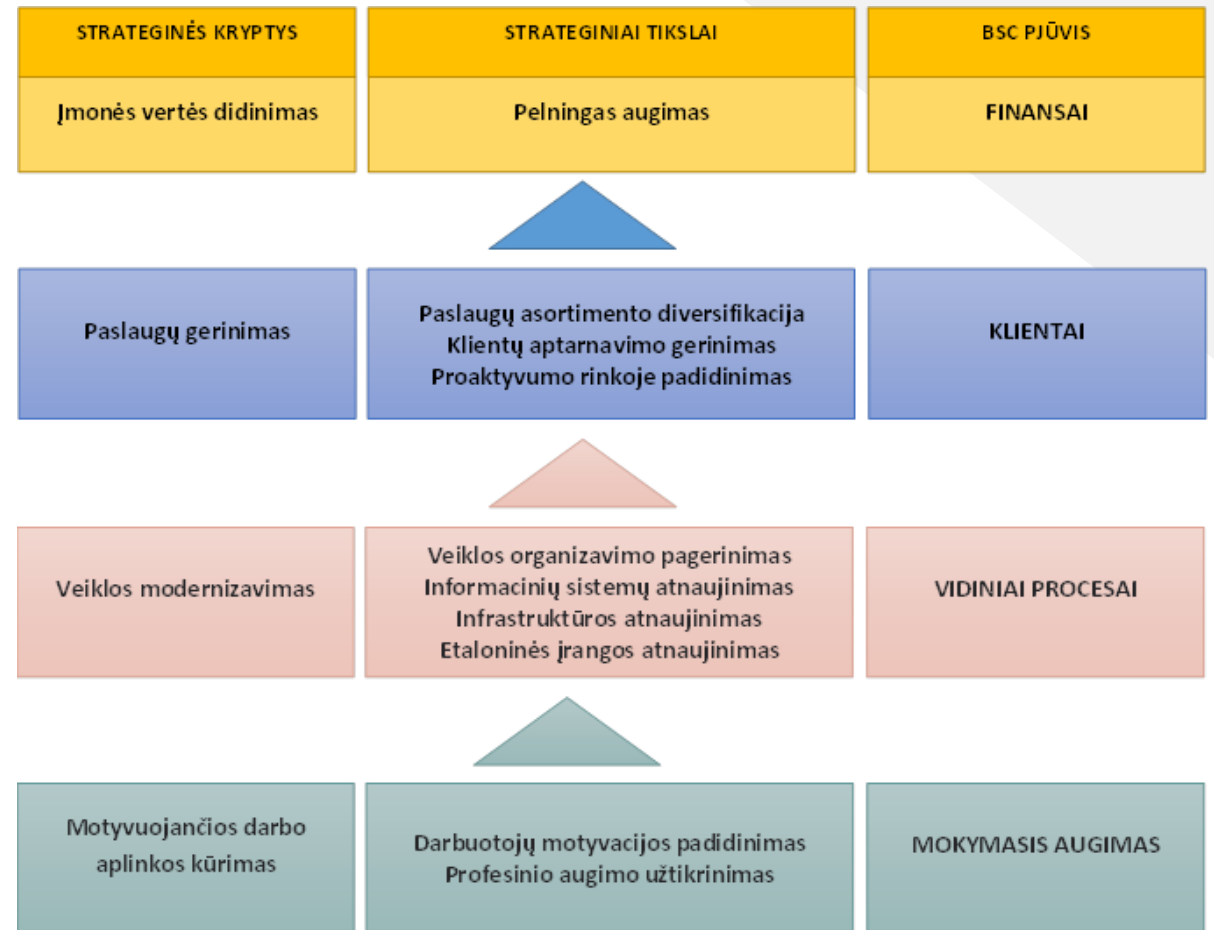 STRATEGINĖS KRYPTYS
STRATEGINIAI TIKSLAI
BSC PJŪVIS
Įmonės vertės didinimas
Pelningas augimas
FINANSAI
Paslaugų gerinimas
Paslaugų asortimento diversifikacija
Klientų aptarnavimo gerinimas
Proaktyvumo rinkoje padidinimas
KLIENTAI
Veiklos modernizavimas
Veiklos organizavimo pagerinimas
Informacinių sistemų atnaujinimas
Infrastruktūros atnaujinimas
Etaloninės įrangos atnaujinimas
VIDINIAI PROCESAI
Motyvuojančios darbo
aplinkos kūrimas
Darbuotojų motyvacijos padidinimas
Profesinio augimo užtikrinimas
MOKYMASIS AUGIMAS